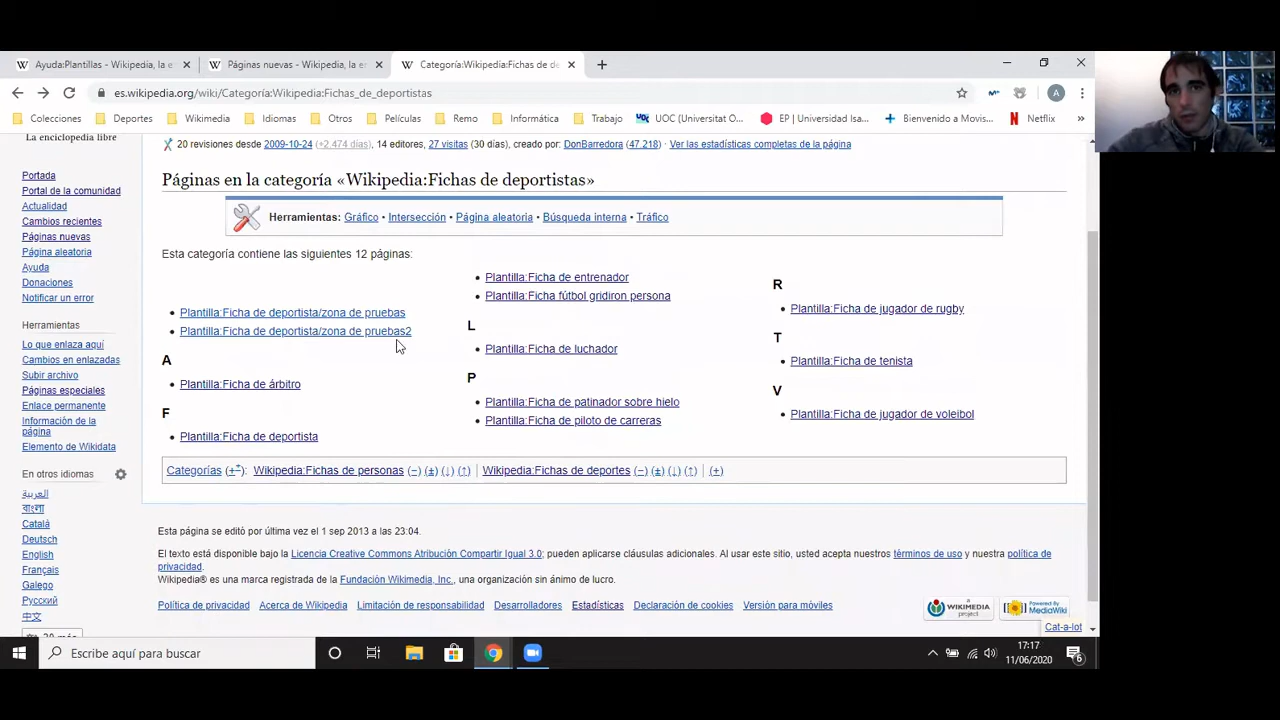 Ayuda:Plantillas - Wikipedia, la e
Páginas nuevas - Wikipedia, la en
Categoría:Wikipedia:Fichas de de
es.wikipedia.org/wiki/Categoría:Wikipedia:Fichas_de_deportistas
Colecciones
Deportes
Wikimedia
Idiomas
Otros
Películas
Remo
Informática
Trabajo
UOC (Universitat O...
EP | Universidad Isa...
Bienvenido a Movis...
Netflix
»
La enciclopedia libre
20 revisiones desde 2009-10-24 (+2.474 días), 14 editores, 27 visitas (30 días), creado por: DonBarredora (47.218) · Ver las estadísticas completas de la página
Portada
Portal de la comunidad
Actualidad
Cambios recientes
Páginas nuevas
Página aleatoria
Ayuda
Donaciones
Notificar un error
Herramientas
Lo que enlaza aquí
Cambios en enlazadas
Subir archivo
Páginas especiales
Enlace permanente
Información de la
página
Elemento de Wikidata
En otros idiomas
العربية
বাংলা
Català
Deutsch
English
Français
Galego
Русский
中文
Páginas en la categoría «Wikipedia:Fichas de deportistas»
Herramientas: Gráfico • Intersección • Página aleatoria • Búsqueda interna • Tráfico
Esta categoría contiene las siguientes 12 páginas:
• Plantilla:Ficha de deportista/zona de pruebas
• Plantilla:Ficha de deportista/zona de pruebas2
A
• Plantilla:Ficha de árbitro
F
• Plantilla:Ficha de deportista
• Plantilla:Ficha de entrenador
• Plantilla:Ficha fútbol gridiron persona
L
• Plantilla:Ficha de luchador
P
• Plantilla:Ficha de patinador sobre hielo
• Plantilla:Ficha de piloto de carreras
R
• Plantilla:Ficha de jugador de rugby
T
• Plantilla:Ficha de tenista
V
• Plantilla:Ficha de jugador de voleibol
Categorías (+⁺): Wikipedia:Fichas de personas (−) (±) (↓) (↑) | Wikipedia:Fichas de deportes (−) (±) (↓) (↑) | (+)
Esta página se editó por última vez el 1 sep 2013 a las 23:04.
El texto está disponible bajo la Licencia Creative Commons Atribución Compartir Igual 3.0; pueden aplicarse cláusulas adicionales. Al usar este sitio, usted acepta nuestros términos de uso y nuestra política de
privacidad.
Wikipedia® es una marca registrada de la Fundación Wikimedia, Inc., una organización sin ánimo de lucro.
Política de privacidad
Acerca de Wikipedia
Limitación de responsabilidad
Desarrolladores
Estadísticas
Declaración de cookies
Versión para móviles
a
WIKIMEDIA
project
Powered By
MediaWiki
Cat-a-lot
Escribe aquí para buscar
17:17
11/06/2020
6